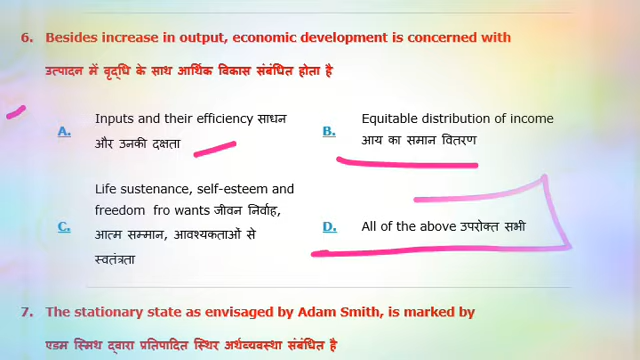 6. Besides increase in output, economic development is concerned with
उत्पादन में वृद्धि के साथ आर्थिक विकास संबंधित होता है
A. Inputs and their efficiency साधन
और उनकी दक्षता
B. Equitable distribution of income
आय का समान वितरण
C. Life sustenance, self-esteem and
freedom fro wants जीवन निर्वाह,
आत्म सम्मान, आवश्यकताओं से
स्वतंत्रता
D. All of the above उपरोक्त सभी
7. The stationary state as envisaged by Adam Smith, is marked by
एडम स्मिथ द्वारा प्रतिपादित स्थिर अर्थव्यवस्था संबंधित है